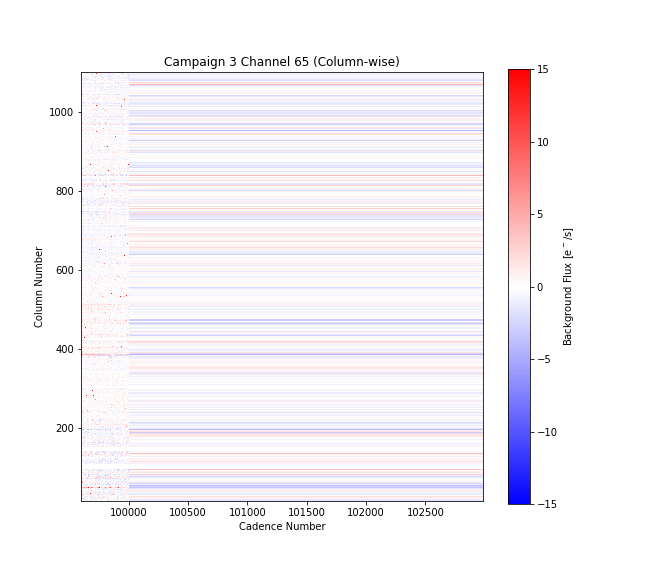 Campaign 3 Channel 65 (Column-wise)
1000
800
600
400
200
Column Number
100000 100500 101000 101500 102000 102500
Cadence Number
15
10
5
0
−5
−10
−15
Background Flux [e⁻/s]